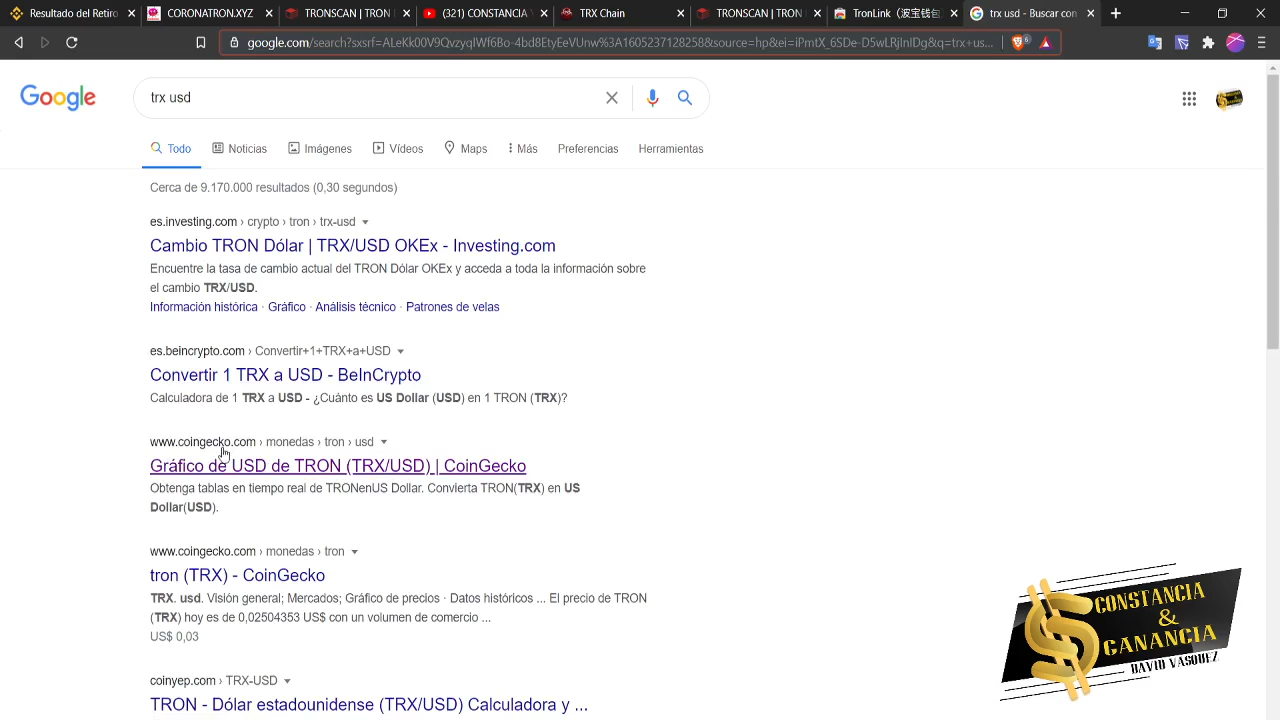 Resultado del Retiro
CORONATRON.XYZ
TRONSCAN | TRON
(321) CONSTANCIA
TRX Chain
TRONSCAN | TRON
TronLink（波宝钱包
trx usd - Buscar con
google.com/search?sxsrf=ALeKk00V9QvzyqIWf6Bo-4bd8EtyEeVUnw%3A1605237128258&source=hp&ei=iPmtX_6SDe-D5wLRjInIDg&q=trx+us...
6
Google
trx usd
Todo
Noticias
Imágenes
Vídeos
Maps
Más
Preferencias
Herramientas
Cerca de 9.170.000 resultados (0,30 segundos)
es.investing.com › crypto › tron › trx-usd
Cambio TRON Dólar | TRX/USD OKEx - Investing.com
Encuentre la tasa de cambio actual del TRON Dólar OKEx y acceda a toda la información sobre
el cambio TRX/USD.
Información histórica · Gráfico · Análisis técnico · Patrones de velas
es.beincrypto.com › Convertir+1+TRX+a+USD
Convertir 1 TRX a USD - BeInCrypto
Calculadora de 1 TRX a USD - ¿Cuànto es US Dollar (USD) en 1 TRON (TRX)?
www.coingecko.com › monedas › tron › usd
Gráfico de USD de TRON (TRX/USD) | CoinGecko
Obtenga tablas en tiempo real de TRONenUS Dollar. Convierta TRON(TRX) en US
Dollar(USD).
www.coingecko.com › monedas › tron
tron (TRX) - CoinGecko
TRX. usd. Visión general; Mercados; Gráfico de precios · Datos históricos ... El precio de TRON
(TRX) hoy es de 0,02504353 US$ con un volumen de comercio ...
US$ 0,03
coinyep.com › TRX-USD
TRON - Dólar estadounidense (TRX/USD) Calculadora y ...
CONSTANCIA
&
GANANCIA
DAVID VASQUEZ